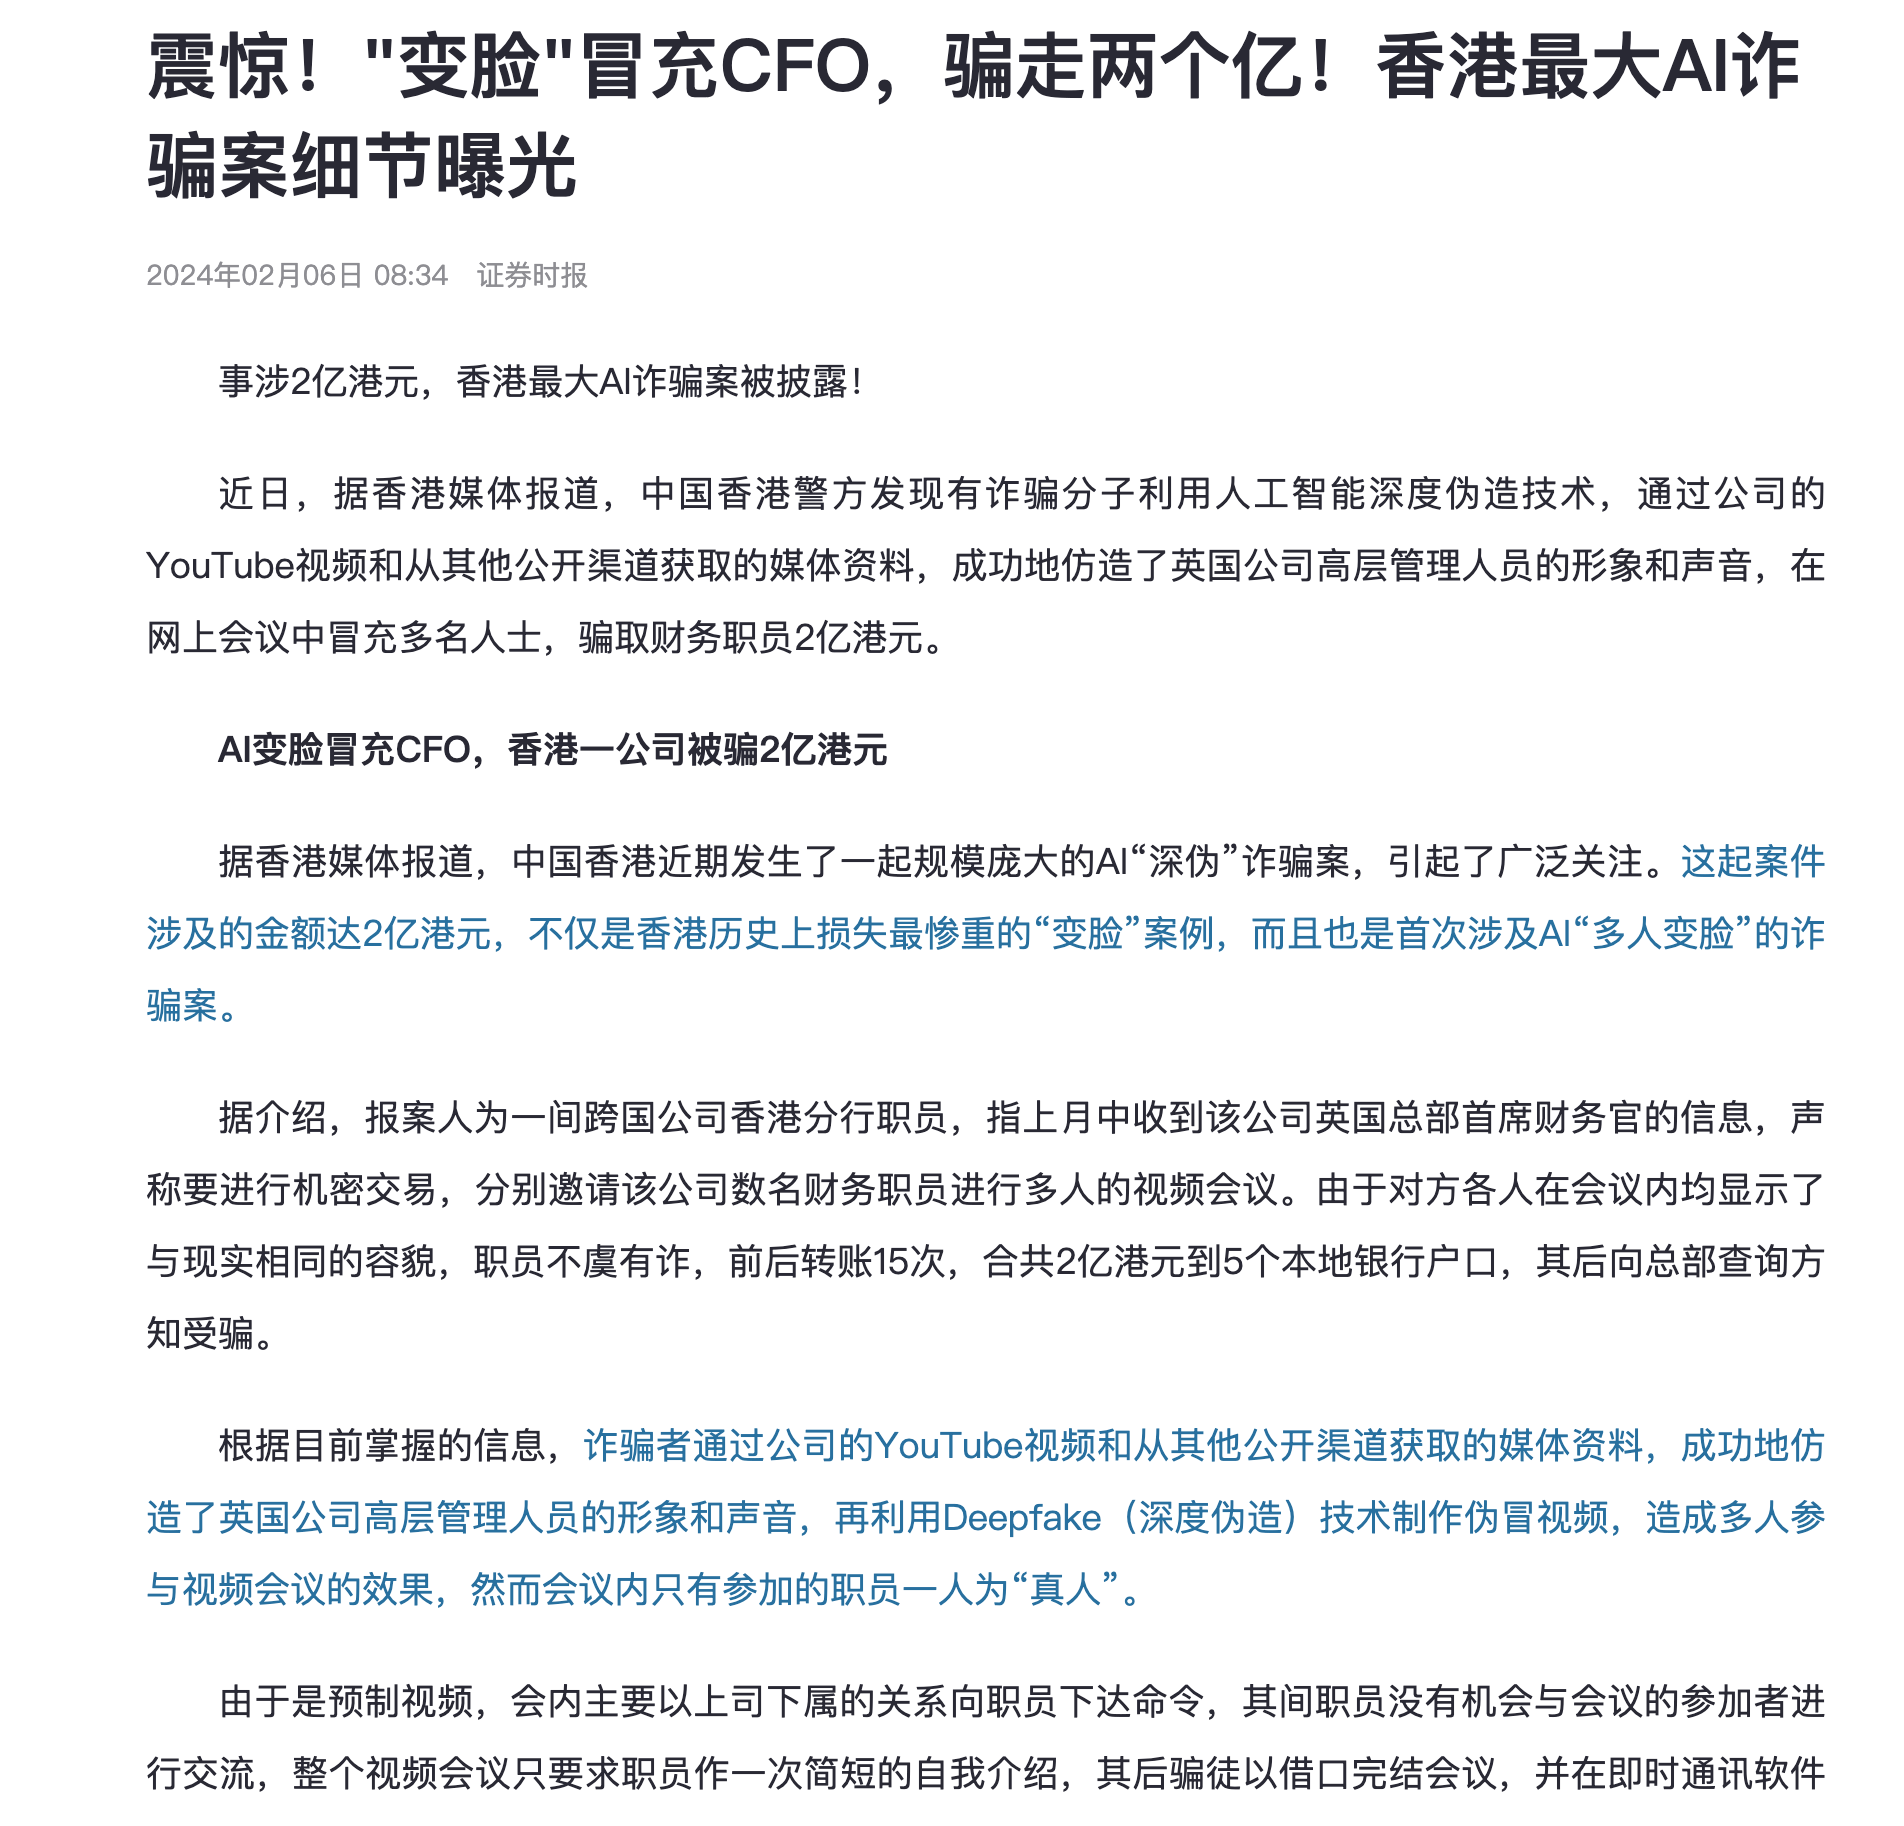 震惊！"变脸"冒充CFO，骗走两个亿！香港最大AI诈
骗案细节曝光
2024年02月06日 08:34 证券时报
事涉2亿港元，香港最大AI诈骗案被披露！
近日，据香港媒体报道，中国香港警方发现有诈骗分子利用人工智能深度伪造技术，通过公司的
YouTube视频和从其他公开渠道获取的媒体资料，成功地仿造了英国公司高层管理人员的形象和声音，在
网上会议中冒充多名人士，骗取财务职员2亿港元。
AI变脸冒充CFO，香港一公司被骗2亿港元
据香港媒体报道，中国香港近期发生了一起规模庞大的AI“深伪”诈骗案，引起了广泛关注。这起案件
涉及的金额达2亿港元，不仅是香港历史上损失最惨重的“变脸”案例，而且也是首次涉及AI“多人变脸”的诈
骗案。
据介绍，报案人为一间跨国公司香港分行职员，指上月中收到该公司英国总部首席财务官的信息，声
称要进行机密交易，分别邀请该公司数名财务职员进行多人的视频会议。由于对方各人在会议内均显示了
与现实相同的容貌，职员不虞有诈，前后转账15次，合共2亿港元到5个本地银行户口，其后向总部查询方
知受骗。
根据目前掌握的信息，诈骗者通过公司的YouTube视频和从其他公开渠道获取的媒体资料，成功地仿
造了英国公司高层管理人员的形象和声音，再利用Deepfake（深度伪造）技术制作伪冒视频，造成多人参
与视频会议的效果，然而会议内只有参加的职员一人为“真人”。
由于是预制视频，会内主要以上司下属的关系向职员下达命令，其间职员没有机会与会议的参加者进
行交流，整个视频会议只要求职员作一次简短的自我介绍，其后骗徒以借口完结会议，并在即时通讯软件